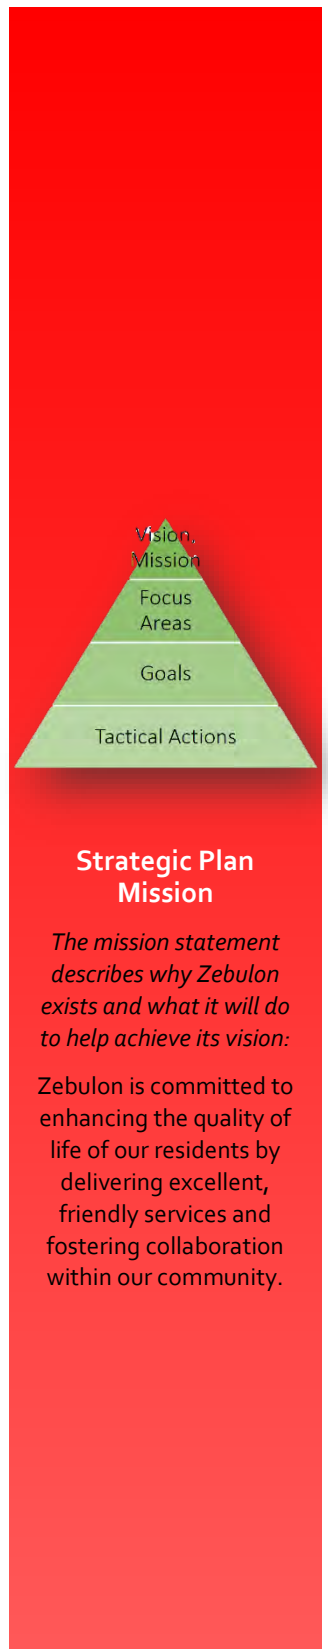 Vision,
Mission
Focus
Areas
Goals
Tactical Actions
Strategic Plan
Mission
The mission statement
describes why Zebulon
exists and what it will do
to help achieve its vision:
Zebulon is committed to
enhancing the quality of
life of our residents by
delivering excellent,
friendly services and
fostering collaboration
within our community.